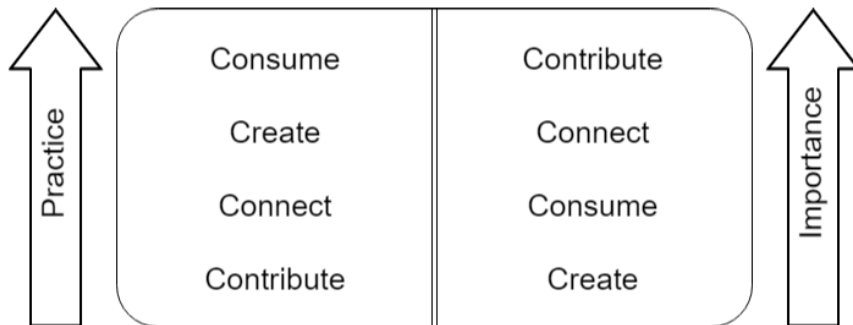 Practice
Consume
Create
Connect
Contribute
Contribute
Connect
Consume
Create
Importance